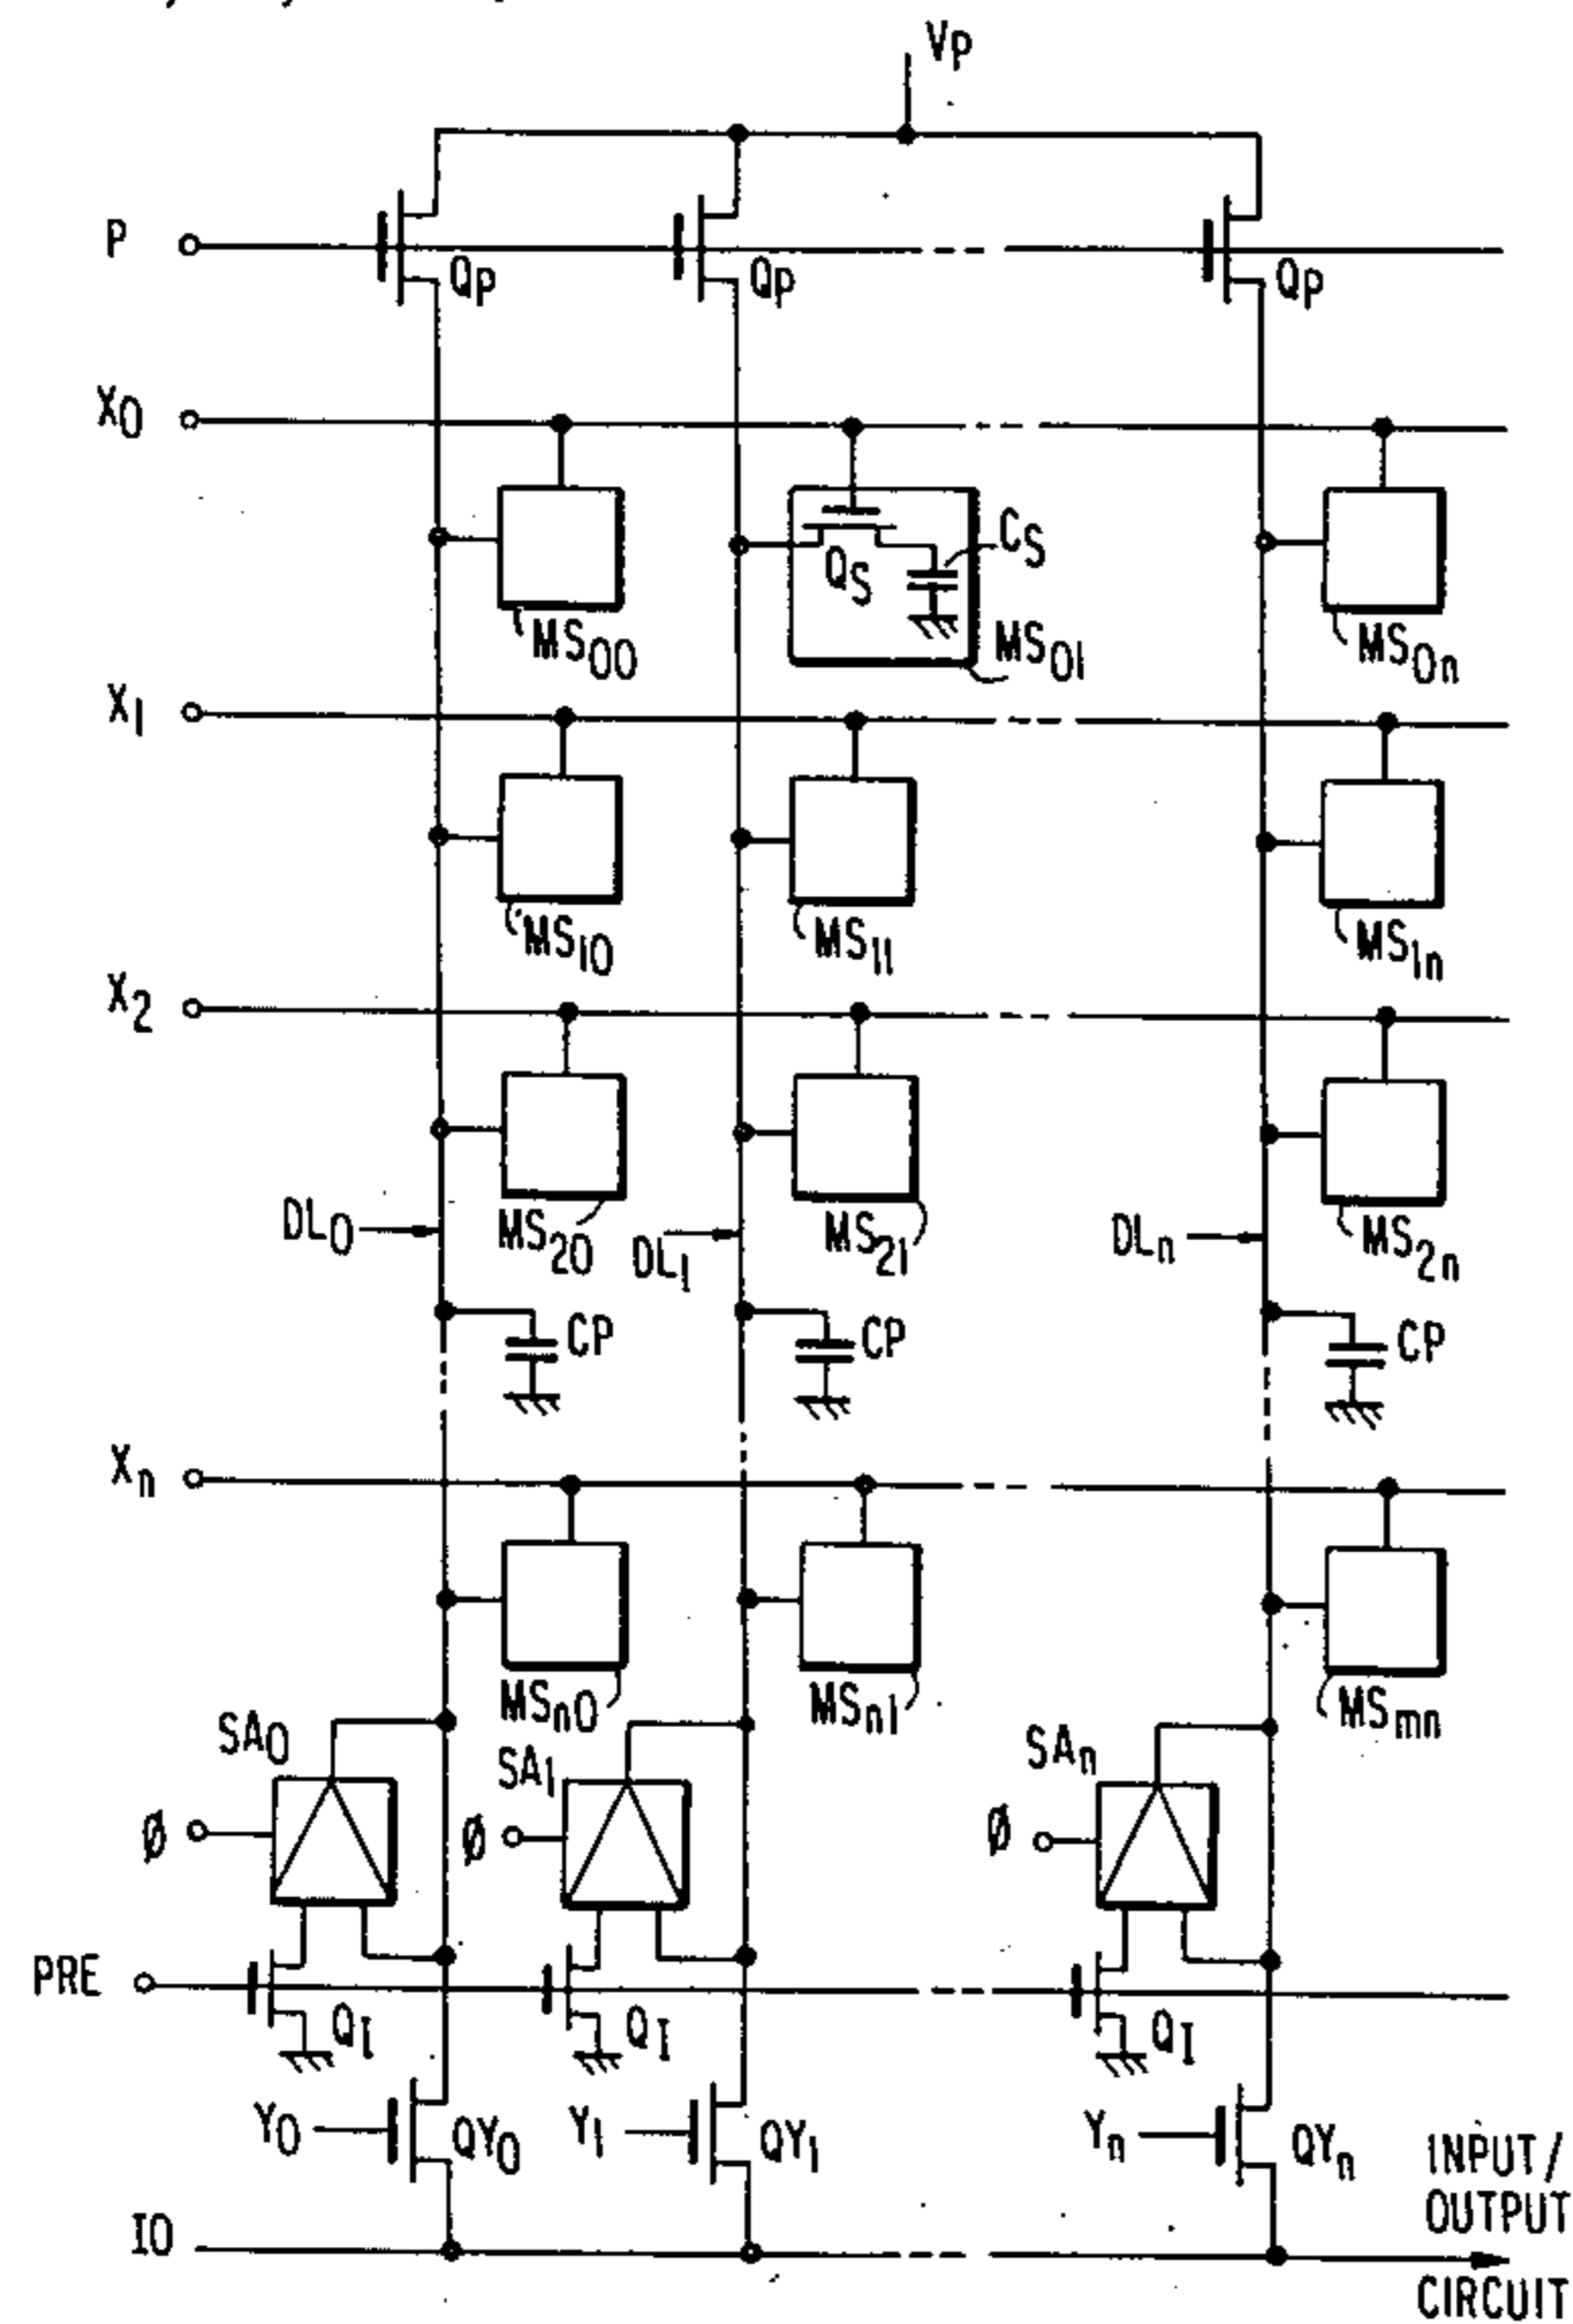 VP
P
QP QP QP
X0
CS
QS
MS00 MS01 MS0n
X1
MS10 MS11 MS1n
X2
MS20 MS21 MS2n
DL0 DL1 DLn
CP CP CP
Xn
MSn0 MSn1 MSmn
SA0 SA1 SAn
Ø Ø Ø
PRE
QI QI QI
Y0 QY0 Y1 QY1 Yn QYn
INPUT/
OUTPUT
IO
CIRCUIT